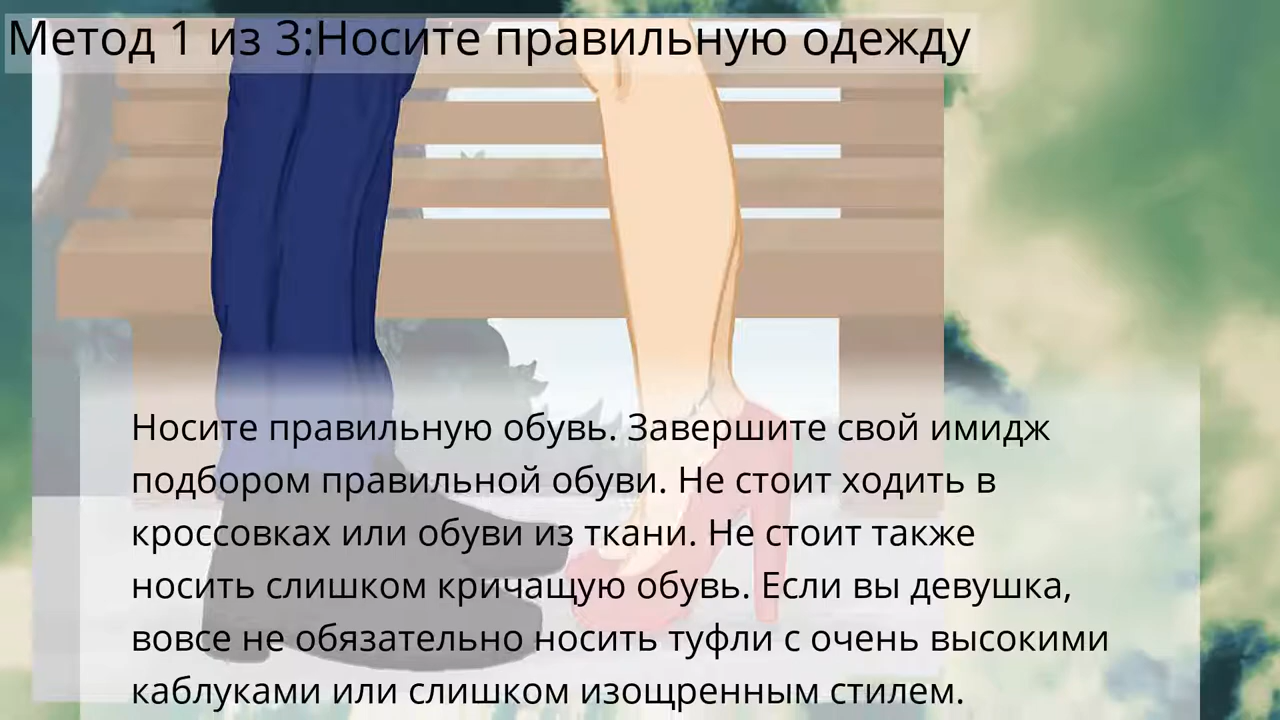 Метод 1 из 3:Носите правильную одежду
Носите правильную обувь. Завершите свой имидж
подбором правильной обуви. Не стоит ходить в
кроссовках или обуви из ткани. Не стоит также
носить слишком кричащую обувь. Если вы девушка,
вовсе не обязательно носить туфли с очень высокими
каблуками или слишком изощренным стилем.